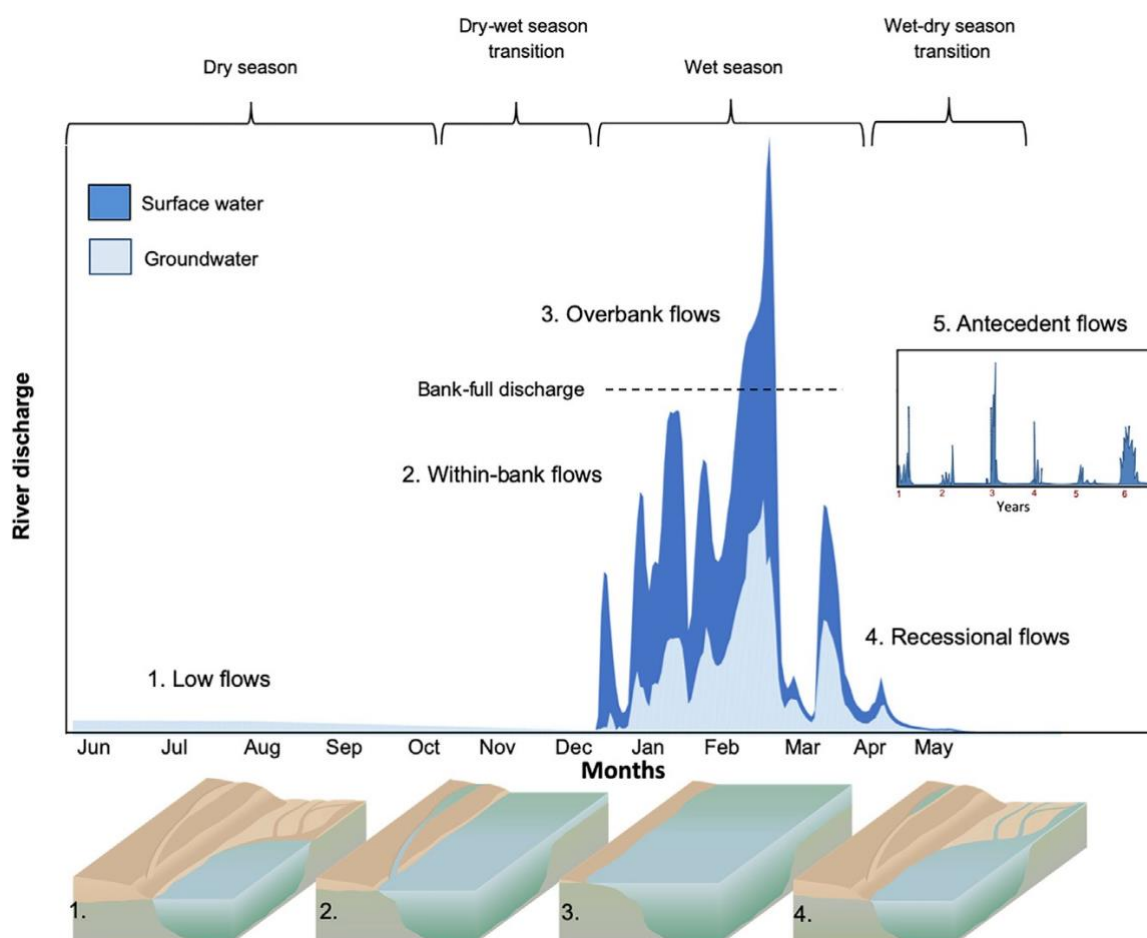 Dry season
Dry-wet season
transition
Wet season
Wet-dry season
transition
Surface water
Groundwater
3. Overbank flows
5. Antecedent flows
Bank-full discharge
2. Within-bank flows
1 2 3 4 5 6
Years
River discharge
4. Recessional flows
1. Low flows
Jun Jul Aug Sep Oct Nov Dec Jan Feb Mar Apr May
Months
1. 2. 3. 4.